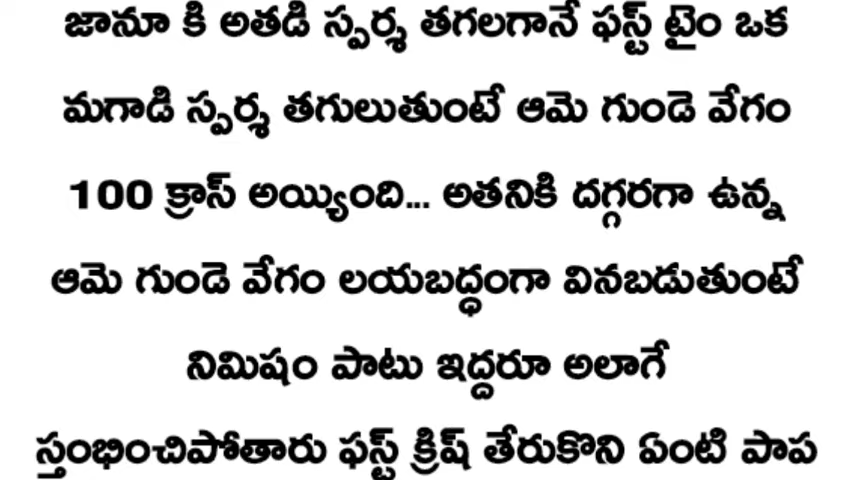 జానూ కి అతడి స్పర్శ తగలగానే ఫస్ట్ టైం ఒక
మగాడి స్పర్శ తగులుతుంటే ఆమె గుండె వేగం
100 క్రాస్ అయ్యింది... అతనికి దగ్గరగా ఉన్న
ఆమె గుండె వేగం లయబద్ధంగా వినబడుతుంటే
నిమిషం పాటు ఇద్దరూ అలాగే
స్తంభించిపోతారు ఫస్ట్ క్రిష్ తేరుకొని ఏంటి పాప